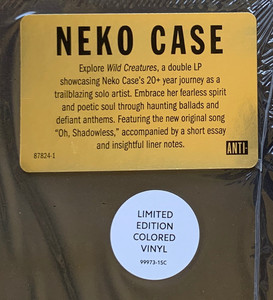 NEKO CASE
Explore Wild Creatures, a double LP
showcasing Neko Case's 20+ year journey as a
trailblazing solo artist. Embrace her fearless spirit
and poetic soul through haunting ballads and
defiant anthems. Featuring the new original song
"Oh, Shadowless," accompanied by a short essay
and insightful liner notes.
87824-1
ANTI-
LIMITED
EDITION
COLORED
VINYL
99973-1SC